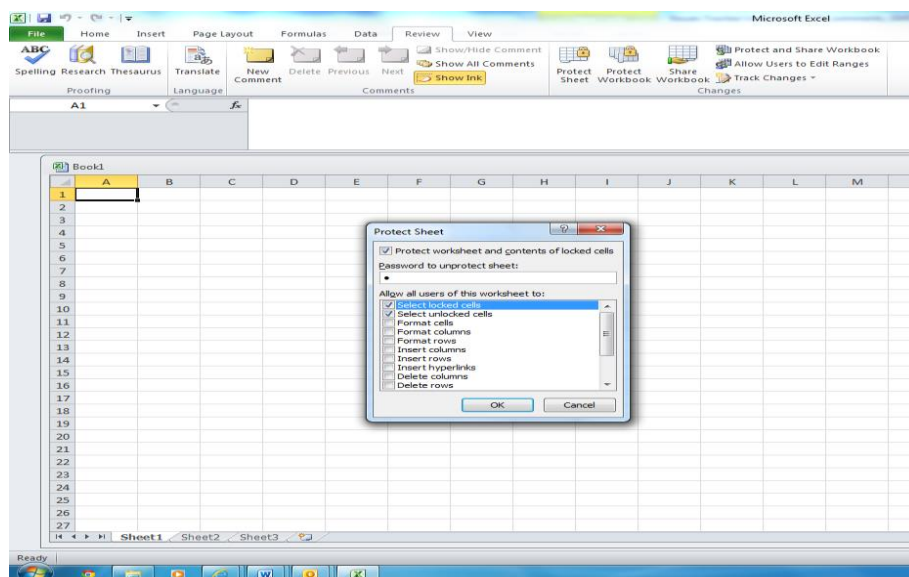 Microsoft Excel
File Home Insert Page Layout Formulas Data Review View
ABC
Spelling Research Thesaurus
Proofing
Translate
Language
New Comment
Delete Previous Next
Show/Hide Comment
Show All Comments
Show Ink
Comments
Protect Sheet
Protect Workbook
Share Workbook
Protect and Share Workbook
Allow Users to Edit Ranges
Track Changes
Changes
A1 fx
Book1
A B C D E F G H I J K L M
1
2
3
4
5
6
7
8
9
10
11
12
13
14
15
16
17
18
19
20
21
22
23
24
25
26
27
Protect Sheet
Protect worksheet and contents of locked cells
Password to unprotect sheet:
Allow all users of this worksheet to:
Select locked cells
Select unlocked cells
Format cells
Format columns
Format rows
Insert columns
Insert rows
Insert hyperlinks
Delete columns
Delete rows
OK Cancel
Sheet1 Sheet2 Sheet3
Ready